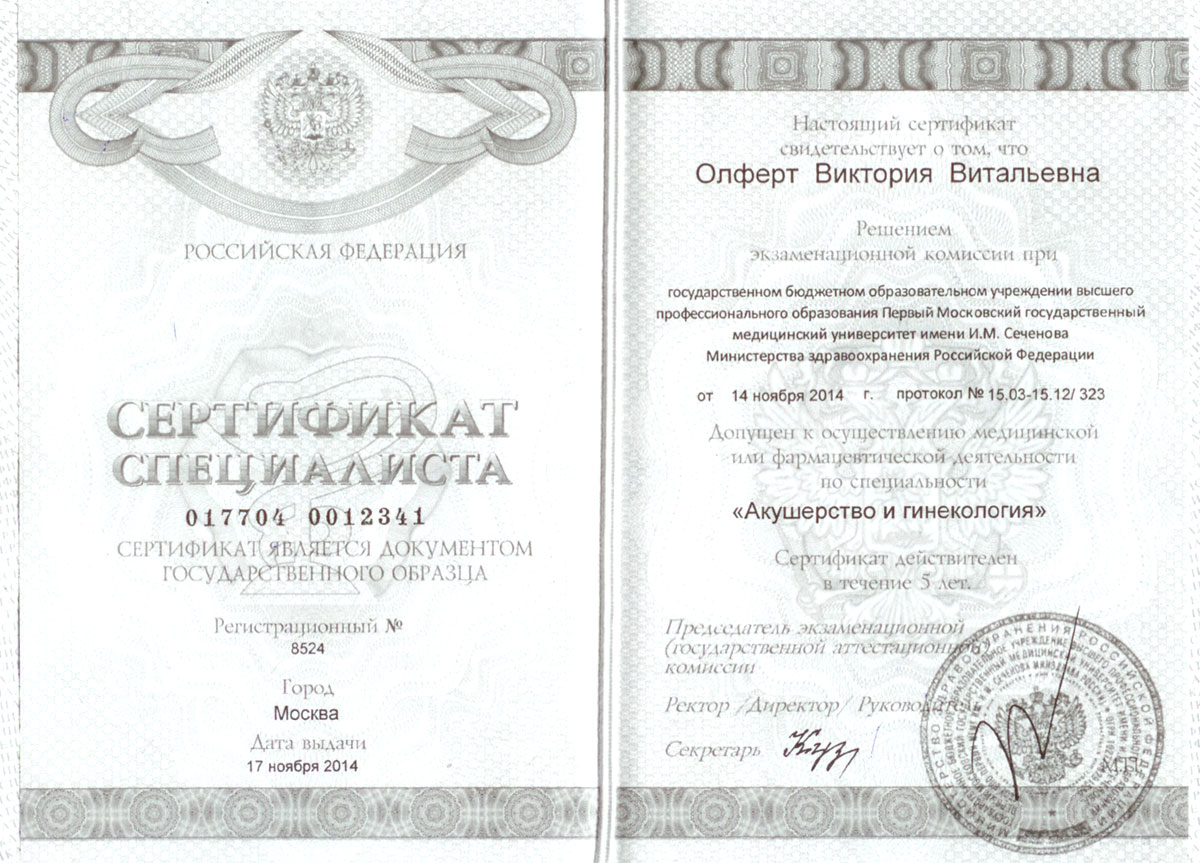 РОССИЙСКАЯ ФЕДЕРАЦИЯ
СЕРТИФИКАТ
СПЕЦИАЛИСТА
017704 0012341
СЕРТИФИКАТ ЯВЛЯЕТСЯ ДОКУМЕНТОМ
ГОСУДАРСТВЕННОГО ОБРАЗЦА
Регистрационный №
8524
Город
Москва
Дата выдачи
17 ноября 2014
Настоящий сертификат
свидетельствует о том, что
Олферт Виктория Витальевна
Решением
экзаменационной комиссии при
государственном бюджетном образовательном учреждении высшего
профессионального образования Первый Московский государственный
медицинский университет имени И.М. Сеченова
Министерства здравоохранения Российской Федерации
от 14 ноября 2014 г. протокол № 15.03-15.12/ 323
Допущен к осуществлению медицинской
или фармацевтической деятельности
по специальности
«Акушерство и гинекология»
Сертификат действителен
в течение 5 лет.
Председатель экзаменационной
(государственной аттестационной)
комиссии
Ректор /Директор/ Руководитель
Секретарь
М.П.